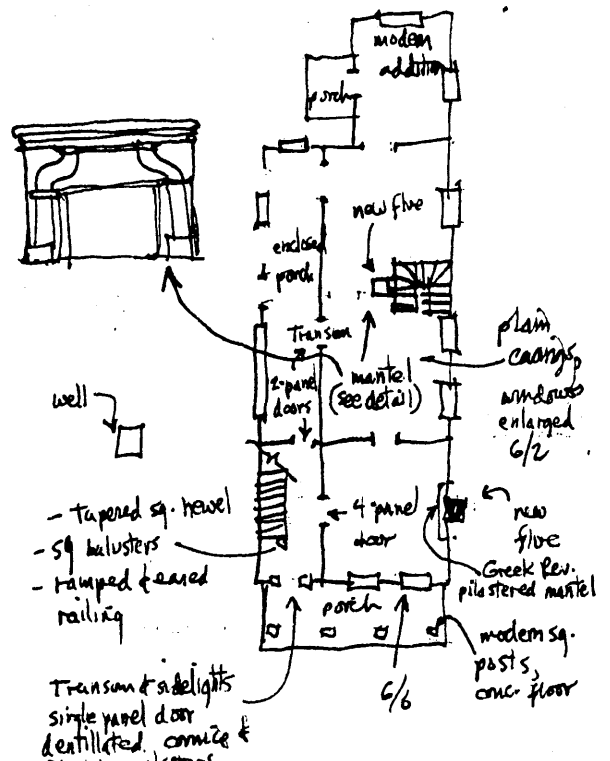 modern
addition
porch
new flue
enclosed
porch
Transom
2-panel
doors
mantel
(see detail)
plain
casings,
windows
enlarged
6/2
well
- tapered sq. newel
- sq balusters
- ramped & eared
railing
4-panel
door
new
flue
Greek Rev.
pilastered mantel
porch
modern sq.
posts,
conc. floor
6/6
Transom & sidelights
single panel door
dentillated cornice &